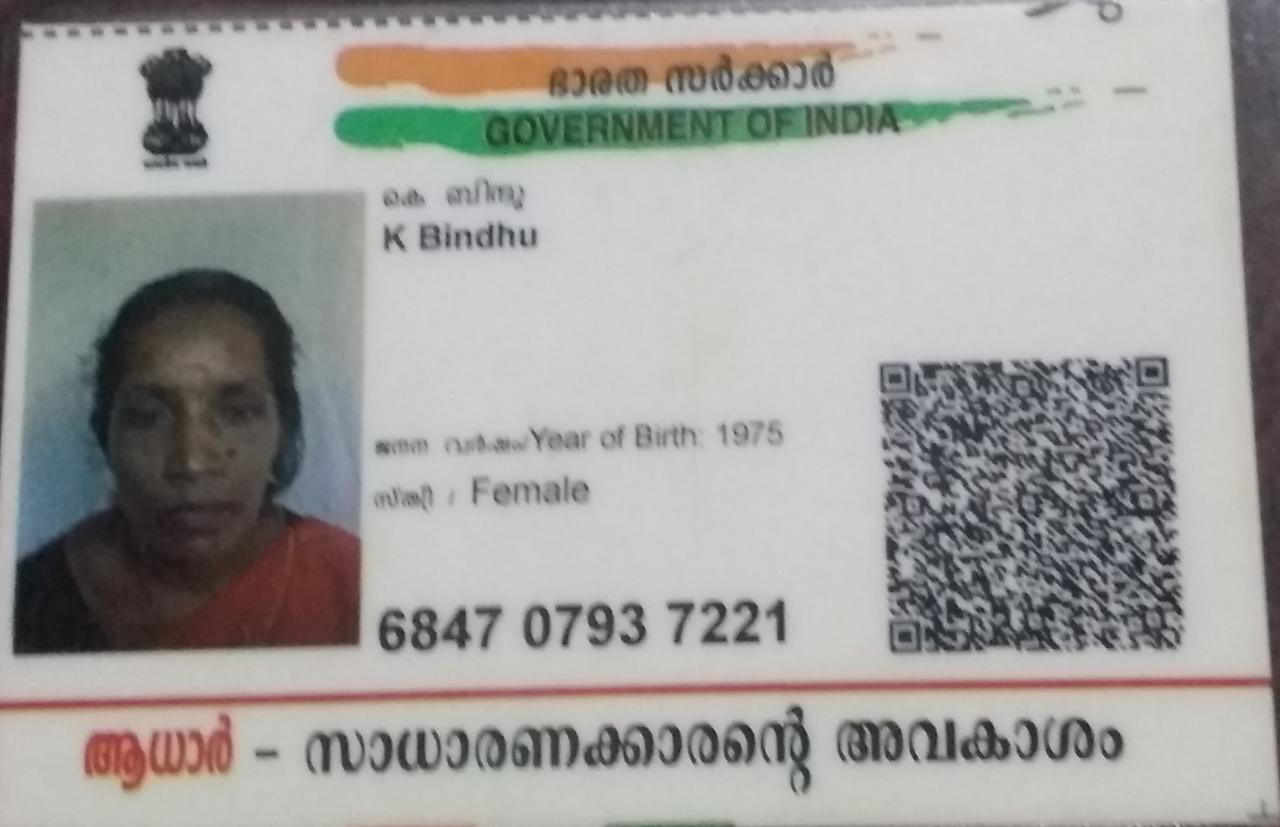 ഭാരത സർക്കാർ
GOVERNMENT OF INDIA
കെ ബിന്ദു
K Bindhu
ജനന വർഷം/Year of Birth: 1975
സ്ത്രീ / Female
6847 0793 7221
ആധാർ - സാധാരണക്കാരന്റെ അവകാശം